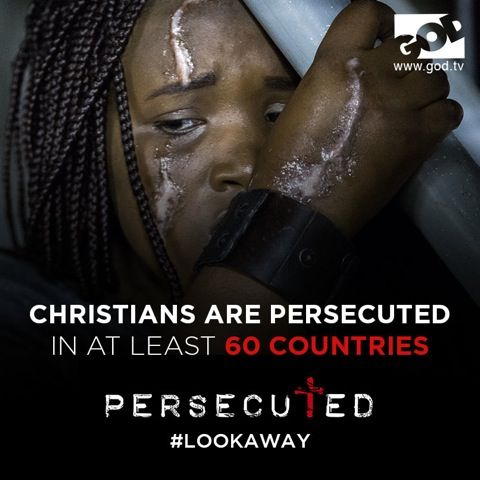 GOD
www.god.tv
CHRISTIANS ARE PERSECUTED
IN AT LEAST 60 COUNTRIES
PERSECUTED
#LOOKAWAY